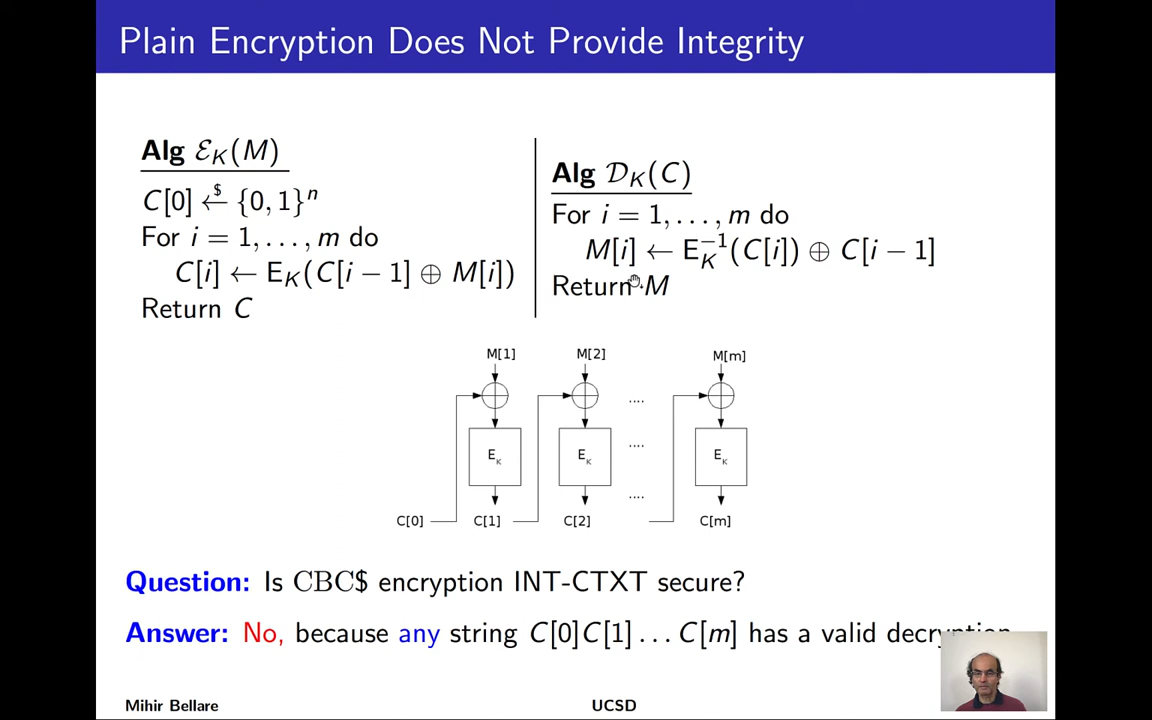 Plain Encryption Does Not Provide Integrity
Alg ℰ_K(M)
C[0] ←$ {0, 1}^n
For i = 1, . . . , m do
C[i] ← E_K(C[i − 1] ⊕ M[i])
Return C
Alg 𝒟_K(C)
For i = 1, . . . , m do
M[i] ← E_K^{−1}(C[i]) ⊕ C[i − 1]
Return M
M[1] M[2] M[m]
....
E_K E_K .... E_K
....
C[0] C[1] C[2] C[m]
Question: Is CBC$ encryption INT-CTXT secure?
Answer: No, because any string C[0]C[1] . . . C[m] has a valid decryption
Mihir Bellare UCSD